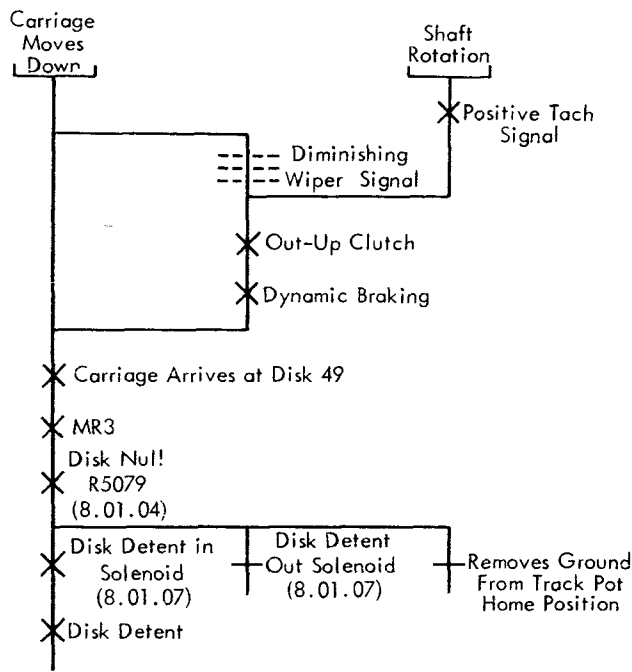 Carriage
Moves
Down
Shaft
Rotation
Positive Tach
Signal
Diminishing
Wiper Signal
Out-Up Clutch
Dynamic Braking
Carriage Arrives at Disk 49
MR3
Disk Nul!
R5079
(8.01.04)
Disk Detent in
Solenoid
(8.01.07)
Disk Detent
Out Solenoid
(8.01.07)
Removes Ground
From Track Pot
Home Position
Disk Detent